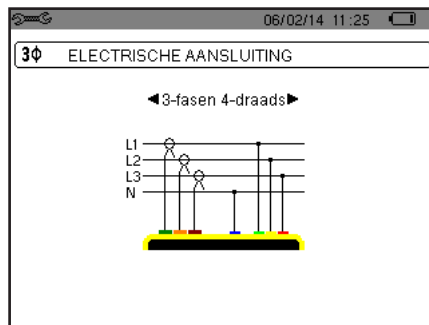 06/02/14 11:25
3Φ ELECTRISCHE AANSLUITING
◄3-fasen 4-draads►
L1
L2
L3
N